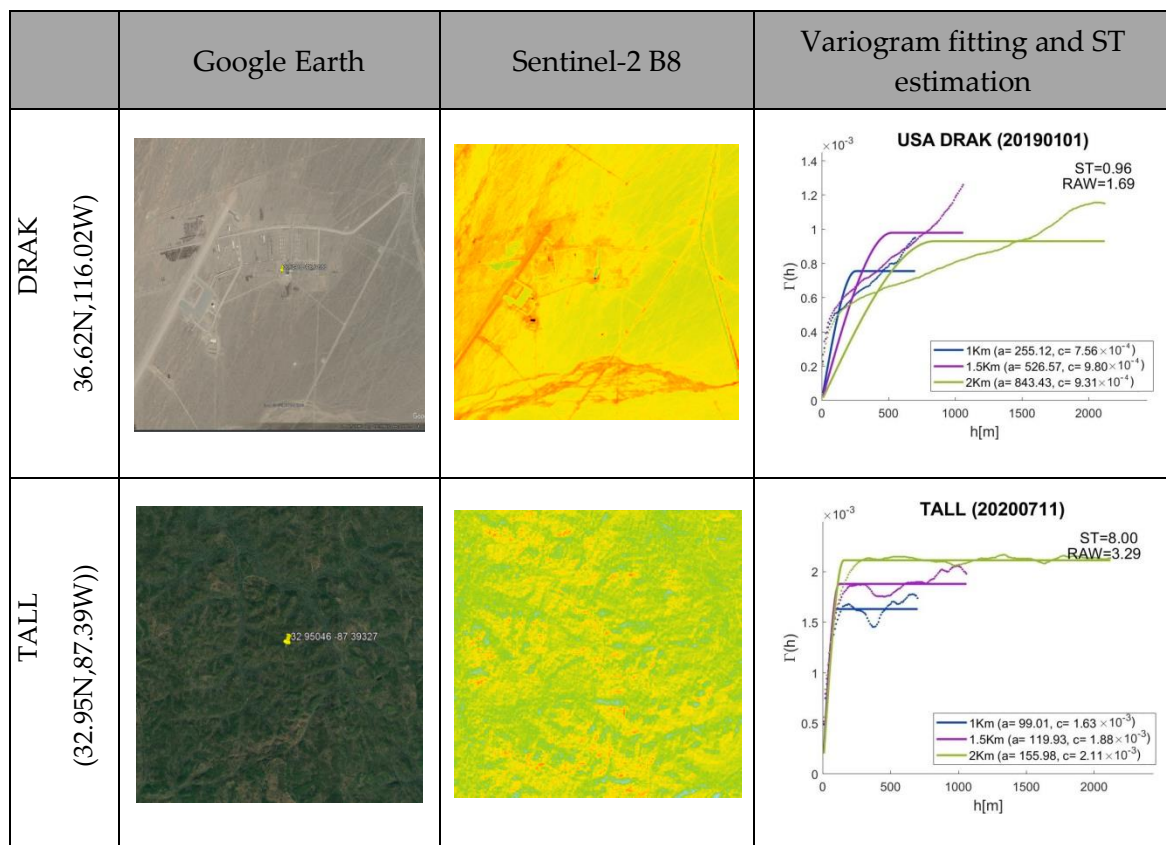 Google Earth
Sentinel-2 B8
Variogram fitting and ST
estimation
DRAK
36.62N,116.02W)
USA DRAK (20190101)
×10⁻³
ST=0.96
RAW=1.69
1.4
1.2
1
0.8
0.6
0.4
0.2
0
Γ(h)
1Km (a= 255.12, c= 7.56×10⁻⁴)
1.5Km (a= 526.57, c= 9.80×10⁻⁴)
2Km (a= 843.43, c= 9.31×10⁻⁴)
0 500 1000 1500 2000
h[m]
TALL
(32.95N,87.39W))
32.95046 -87.39327
TALL (20200711)
×10⁻³
ST=8.00
RAW=3.29
2
1.5
1
0.5
0
Γ(h)
1Km (a= 99.01, c= 1.63 ×10⁻³)
1.5Km (a= 119.93, c= 1.88 ×10⁻³)
2Km (a= 155.98, c= 2.11 ×10⁻³)
0 500 1000 1500 2000
h[m]